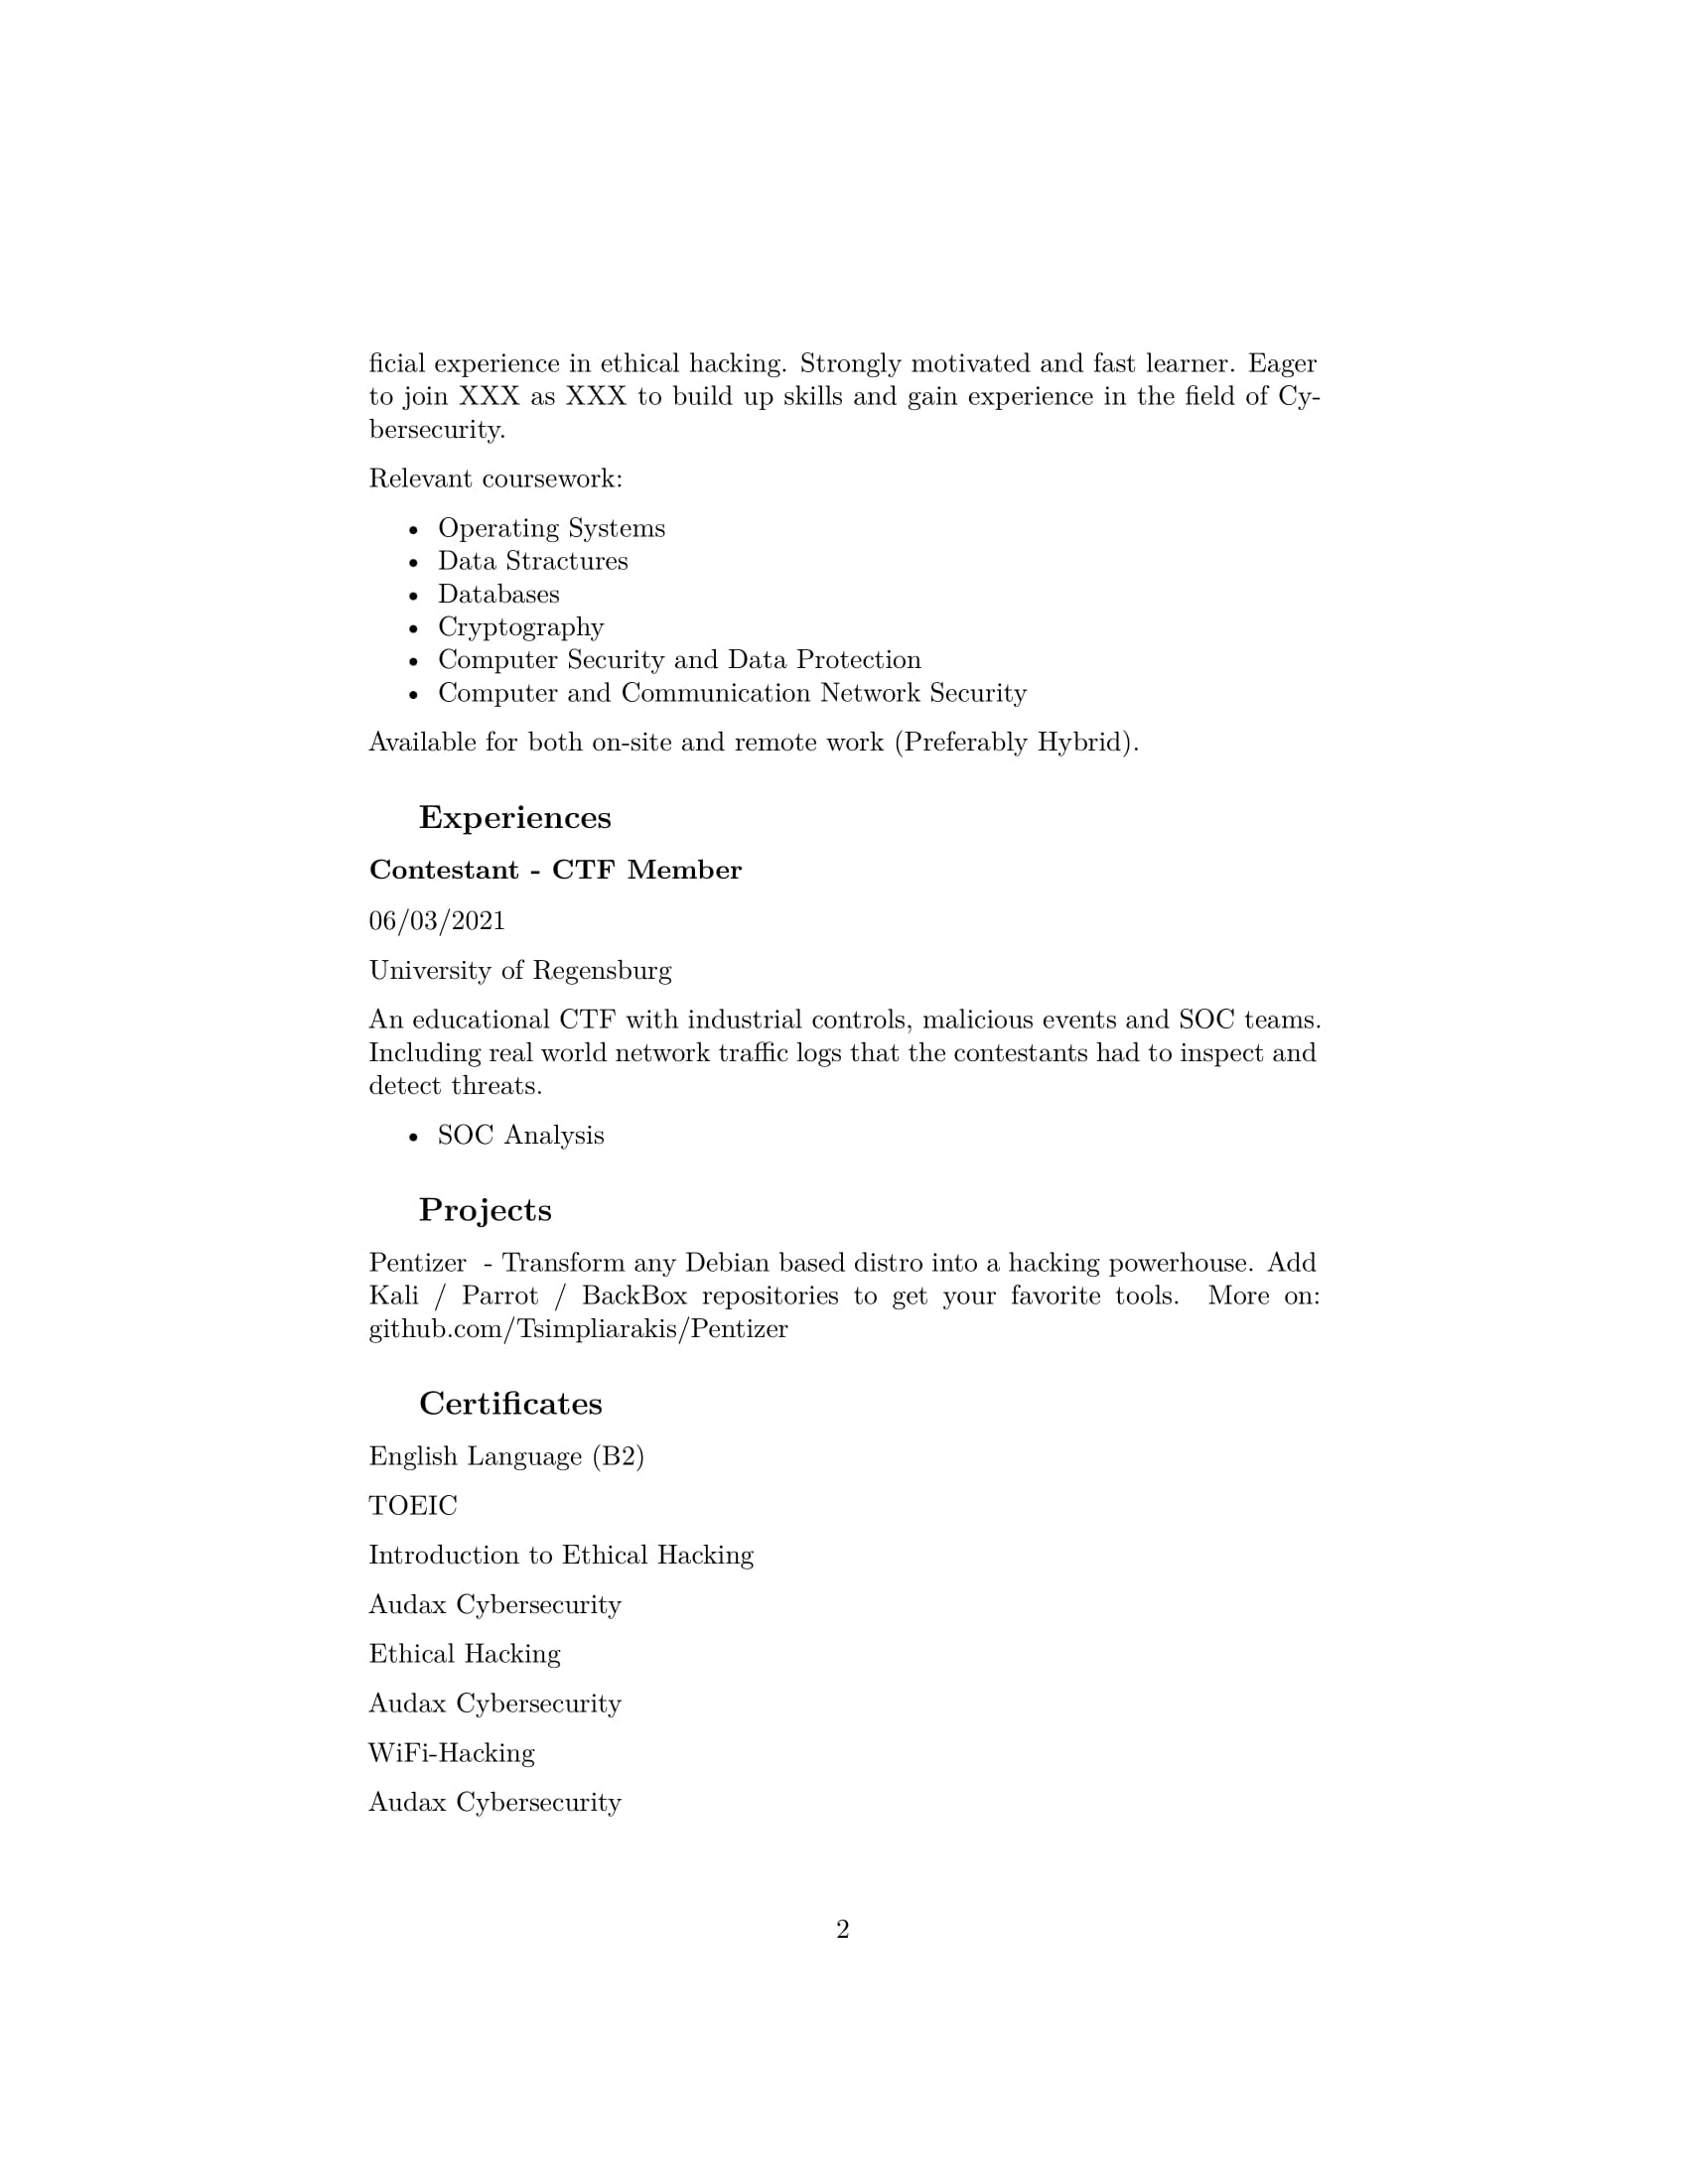 ficial experience in ethical hacking. Strongly motivated and fast learner. Eager
to join XXX as XXX to build up skills and gain experience in the field of Cy-
bersecurity.
Relevant coursework:
• Operating Systems
• Data Stractures
• Databases
• Cryptography
• Computer Security and Data Protection
• Computer and Communication Network Security
Available for both on-site and remote work (Preferably Hybrid).
Experiences
Contestant - CTF Member
06/03/2021
University of Regensburg
An educational CTF with industrial controls, malicious events and SOC teams.
Including real world network traffic logs that the contestants had to inspect and
detect threats.
• SOC Analysis
Projects
Pentizer - Transform any Debian based distro into a hacking powerhouse. Add
Kali / Parrot / BackBox repositories to get your favorite tools. More on:
github.com/Tsimpliarakis/Pentizer
Certificates
English Language (B2)
TOEIC
Introduction to Ethical Hacking
Audax Cybersecurity
Ethical Hacking
Audax Cybersecurity
WiFi-Hacking
Audax Cybersecurity
2